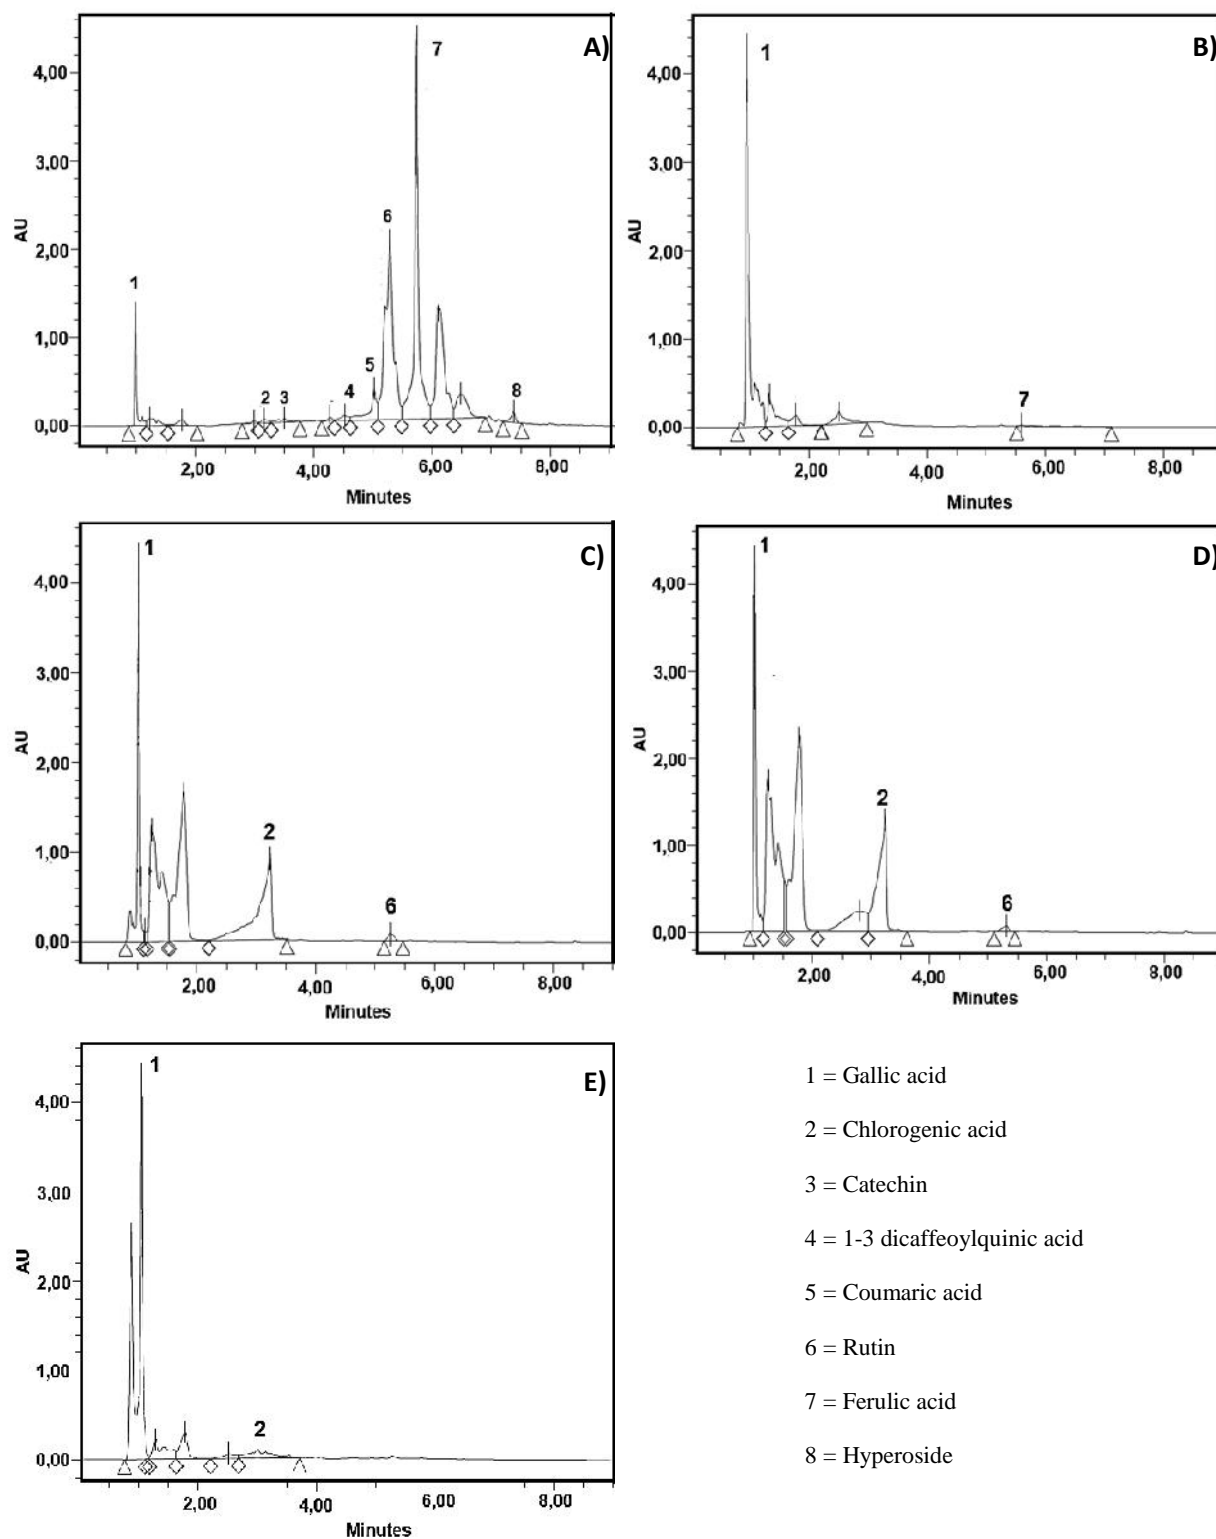 A)
4,00
3,00
2,00
1,00
0,00
AU
1
2
3
4
5
6
7
8
2,00 4,00 6,00 8,00
Minutes
B)
4,00
3,00
2,00
1,00
0,00
AU
1
7
2,00 4,00 6,00 8,00
Minutes
C)
4,00
3,00
2,00
1,00
0,00
AU
1
2
6
2,00 4,00 6,00 8,00
Minutes
D)
4,00
3,00
2,00
1,00
0,00
AU
1
2
6
2,00 4,00 6,00 8,00
Minutes
E)
4,00
3,00
2,00
1,00
0,00
AU
1
2
2,00 4,00 6,00 8,00
Minutes
1 = Gallic acid
2 = Chlorogenic acid
3 = Catechin
4 = 1-3 dicaffeoylquinic acid
5 = Coumaric acid
6 = Rutin
7 = Ferulic acid
8 = Hyperoside